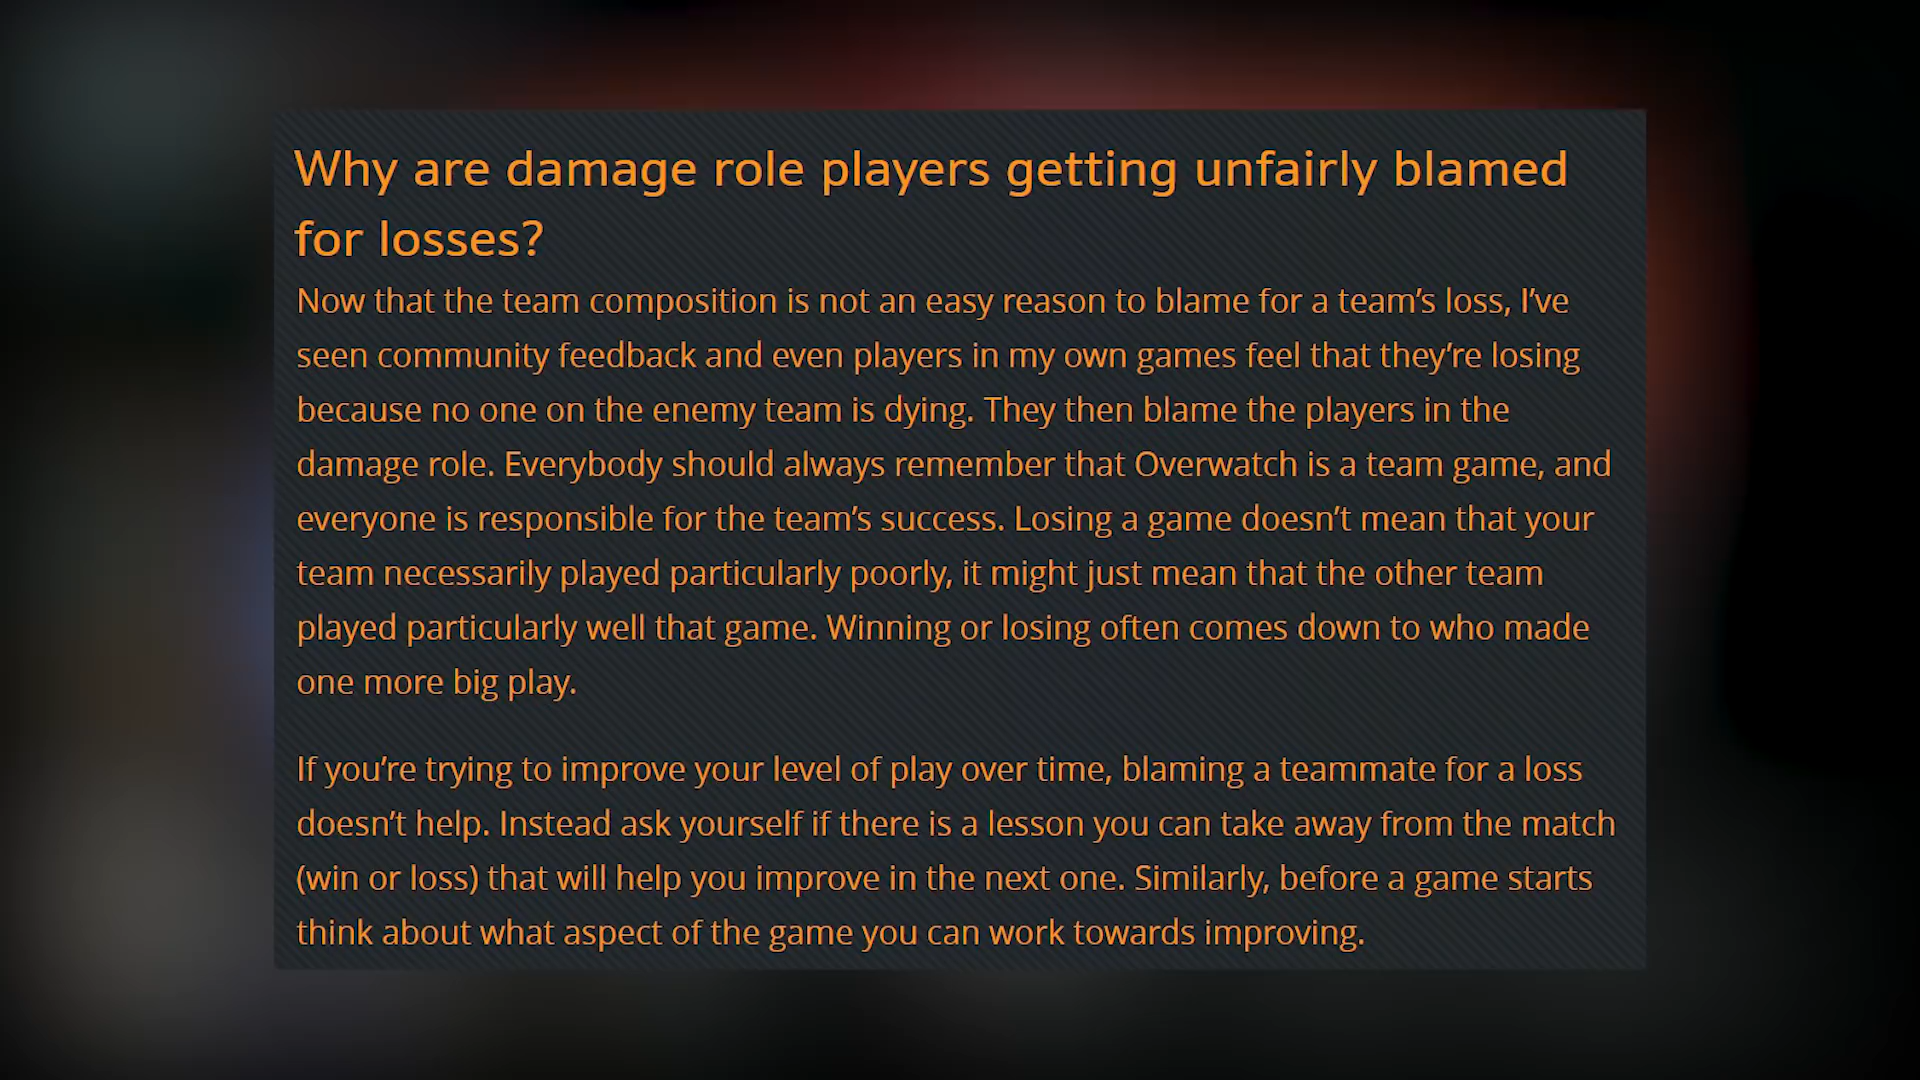 Why are damage role players getting unfairly blamed
for losses?
Now that the team composition is not an easy reason to blame for a team’s loss, I’ve
seen community feedback and even players in my own games feel that they’re losing
because no one on the enemy team is dying. They then blame the players in the
damage role. Everybody should always remember that Overwatch is a team game, and
everyone is responsible for the team’s success. Losing a game doesn’t mean that your
team necessarily played particularly poorly, it might just mean that the other team
played particularly well that game. Winning or losing often comes down to who made
one more big play.
If you’re trying to improve your level of play over time, blaming a teammate for a loss
doesn’t help. Instead ask yourself if there is a lesson you can take away from the match
(win or loss) that will help you improve in the next one. Similarly, before a game starts
think about what aspect of the game you can work towards improving.